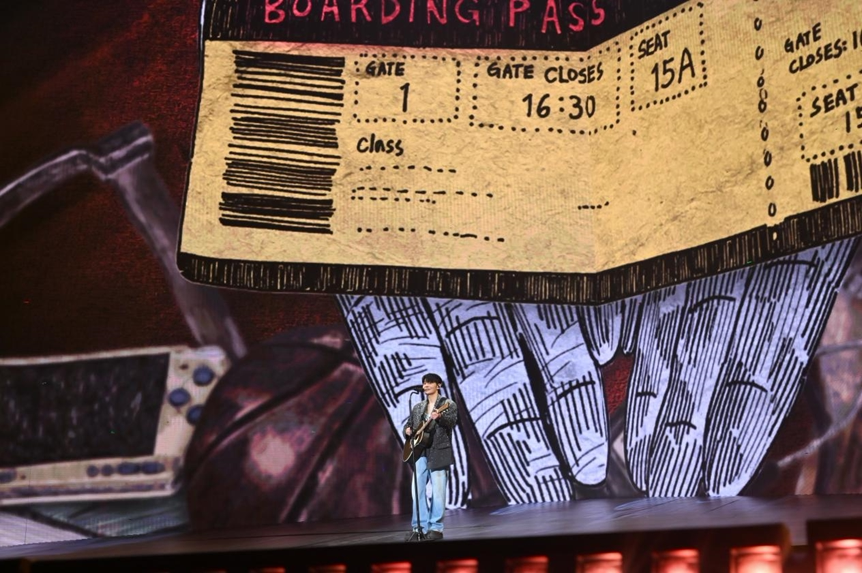 BOARDING PASS
GATE
1
GATE CLOSES
16:30
SEAT
15A
Class
GATE
CLOSES:
SEAT